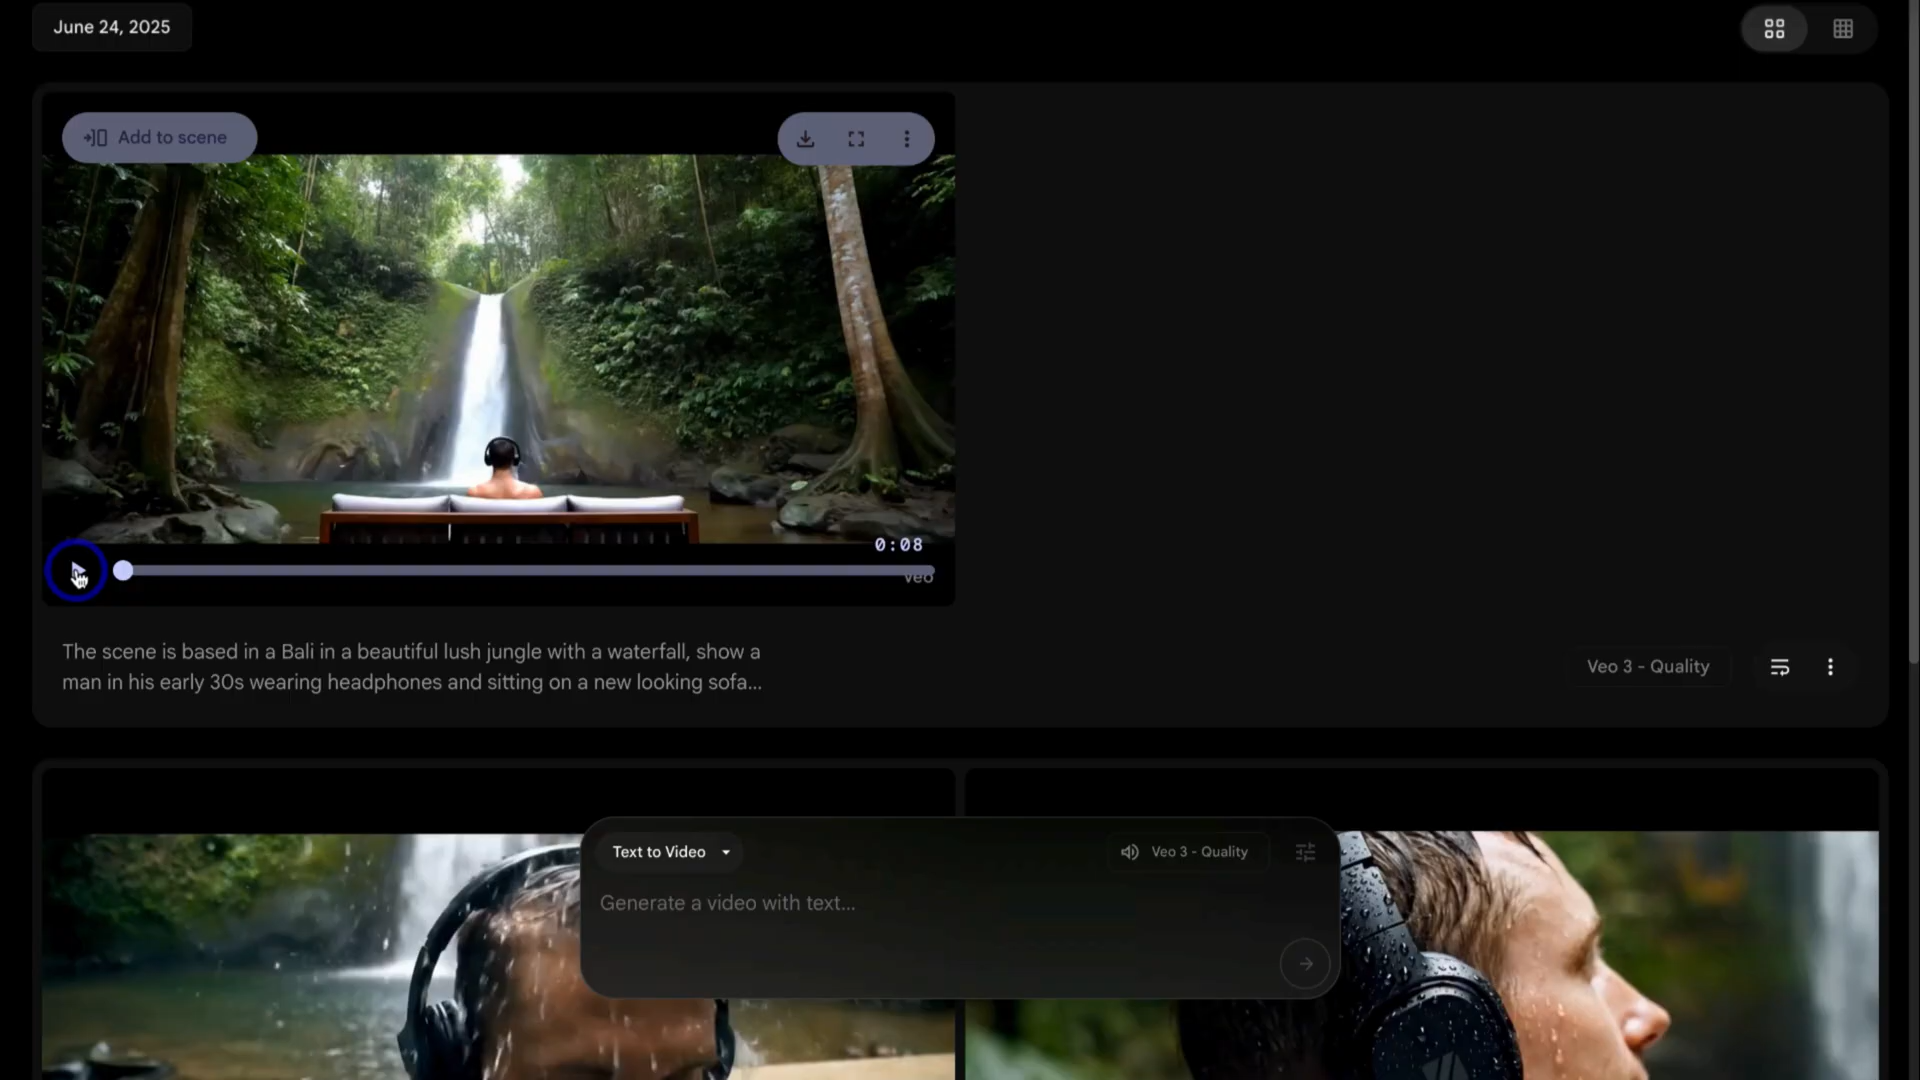 June 24, 2025
Add to scene
0:08
Veo
The scene is based in a Bali in a beautiful lush jungle with a waterfall, show a
man in his early 30s wearing headphones and sitting on a new looking sofa...
Veo 3 - Quality
Text to Video
Veo 3 - Quality
Generate a video with text...